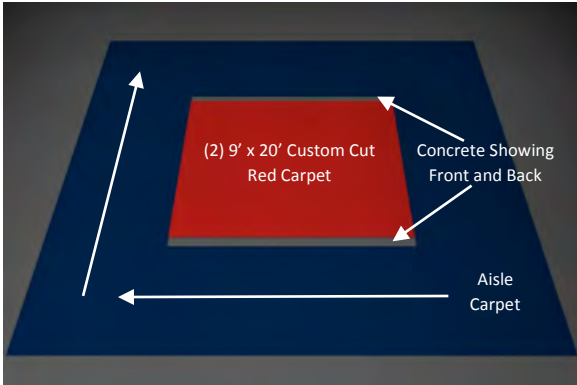 (2) 9’ x 20’ Custom Cut
Red Carpet
Concrete Showing
Front and Back
Aisle
Carpet